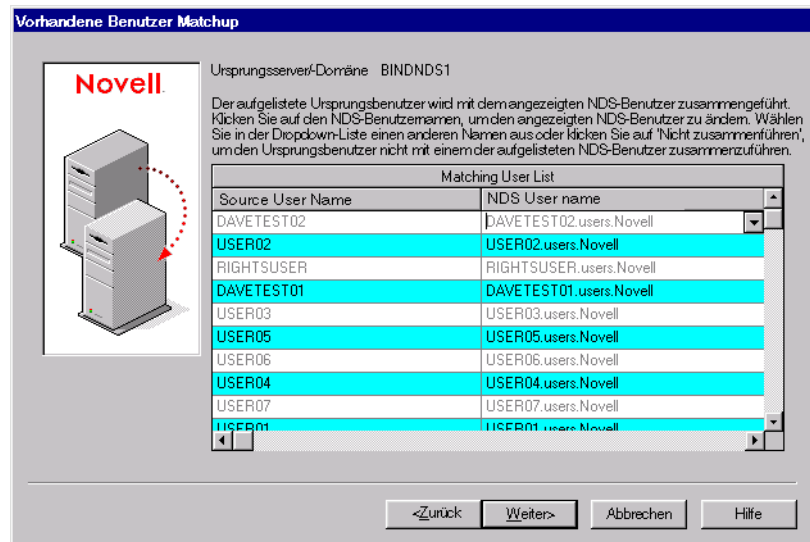 Vorhandene Benutzer Matchup
Novell.
Ursprungsserver/-Domäne BINDNDS1
Der aufgelistete Ursprungsbenutzer wird mit dem angezeigten NDS-Benutzer zusammengeführt.
Klicken Sie auf den NDS-Benutzernamen, um den angezeigten NDS-Benutzer zu ändern. Wählen
Sie in der Dropdown-Liste einen anderen Namen aus oder klicken Sie auf 'Nicht zusammenführen',
um den Ursprungsbenutzer nicht mit einem der aufgelisteten NDS-Benutzer zusammenzuführen.
Matching User List
Source User Name NDS User name
DAVETEST02 DAVETEST02.users.Novell
USER02 USER02.users.Novell
RIGHTSUSER RIGHTSUSER.users.Novell
DAVETEST01 DAVETEST01.users.Novell
USER03 USER03.users.Novell
USER05 USER05.users.Novell
USER06 USER06.users.Novell
USER04 USER04.users.Novell
USER07 USER07.users.Novell
USER01 USER01.users.Novell
<Zurück Weiter> Abbrechen Hilfe